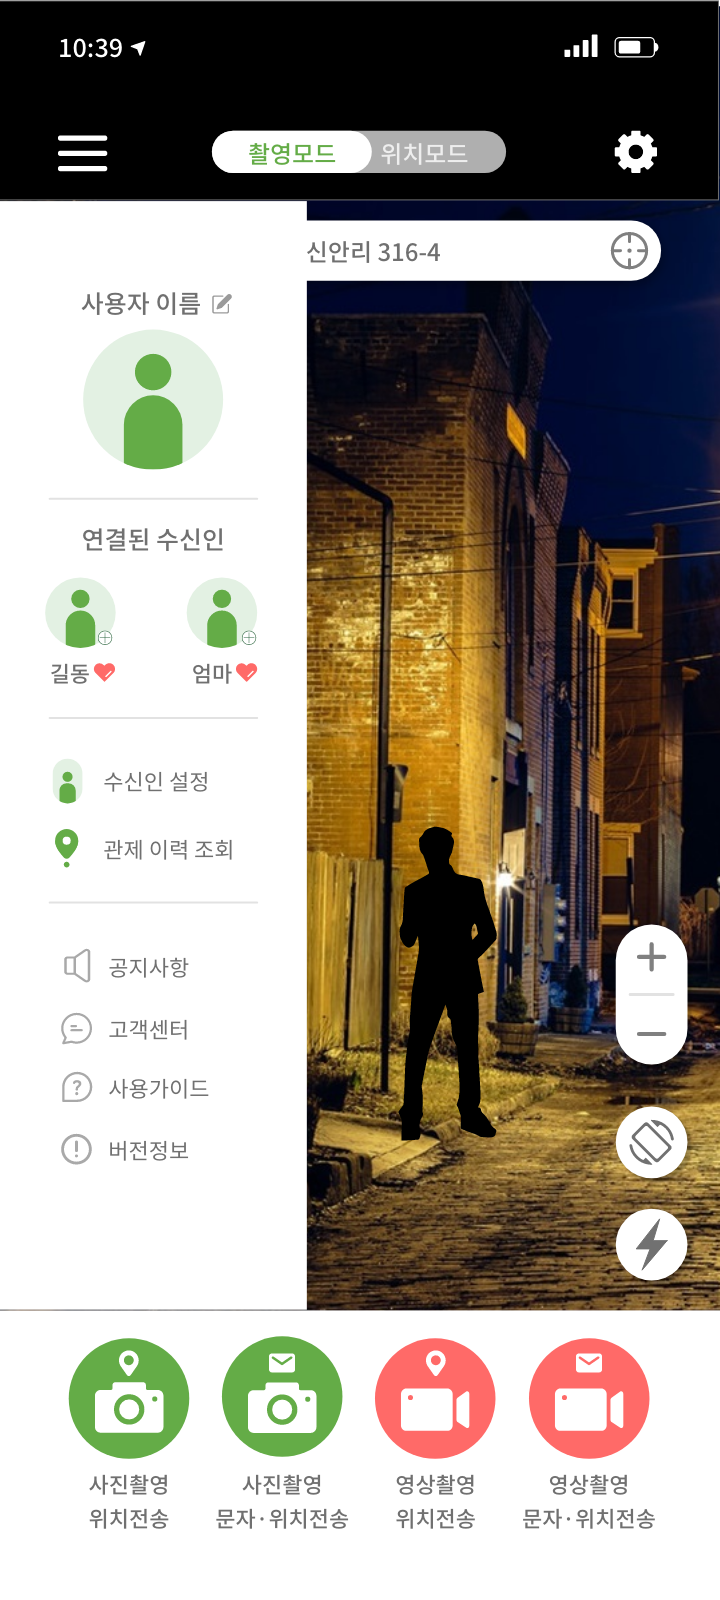 10:39
촬영모드 위치모드
신안리 316-4
사용자 이름
연결된 수신인
길동 엄마
수신인 설정
관제 이력 조회
공지사항
고객센터
사용가이드
버전정보
사진촬영
위치전송
사진촬영
문자·위치전송
영상촬영
위치전송
영상촬영
문자·위치전송